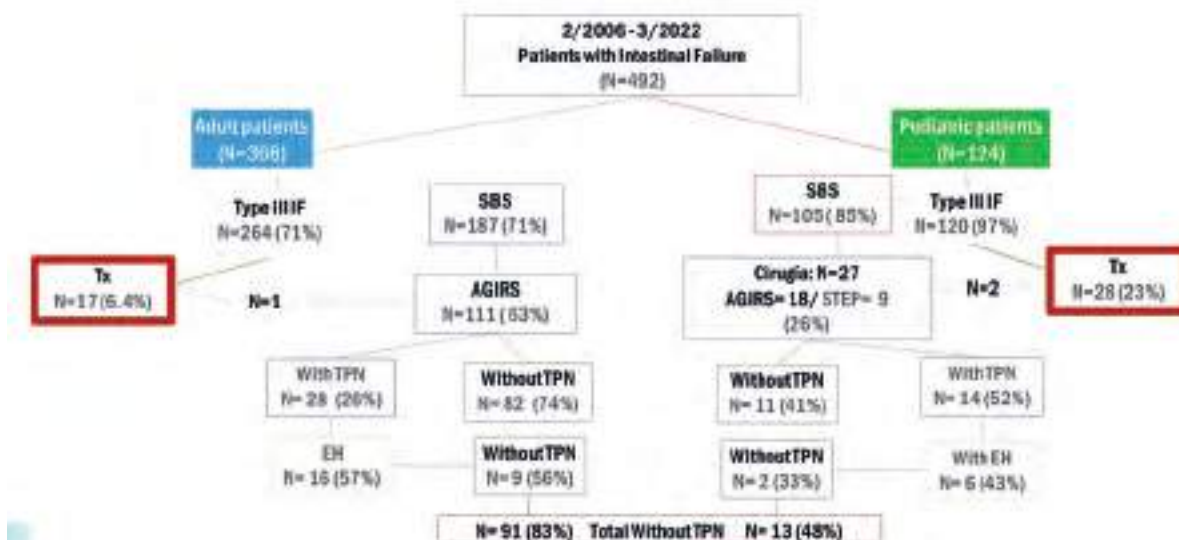 2/2006-3/2022
Patients with Intestinal Failure
(N=492)
Adult patients
(N=368)
Pediatric patients
(N=124)
Type III IF
N=264 (71%)
SBS
N=187 (71%)
SBS
N=105 (85%)
Type III IF
N=120 (97%)
Tx
N=17 (6.4%)
N=1
AGIRS
N=111 (63%)
Cirugia: N=27
AGIRS= 18/ STEP= 9
(26%)
N=2
Tx
N=28 (23%)
With TPN
N= 28 (26%)
Without TPN
N= 82 (74%)
Without TPN
N= 11 (41%)
With TPN
N= 14 (52%)
EH
N= 16 (57%)
Without TPN
N= 9 (56%)
Without TPN
N= 2 (33%)
With EH
N= 6 (43%)
N= 91 (83%) Total Without TPN N= 13 (48%)